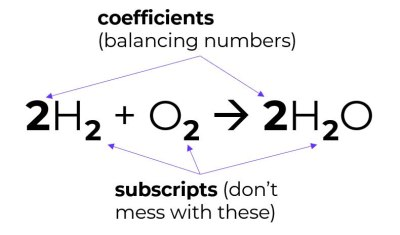 coefficients
(balancing numbers)
2H₂ + O₂ → 2H₂O
subscripts (don't
mess with these)